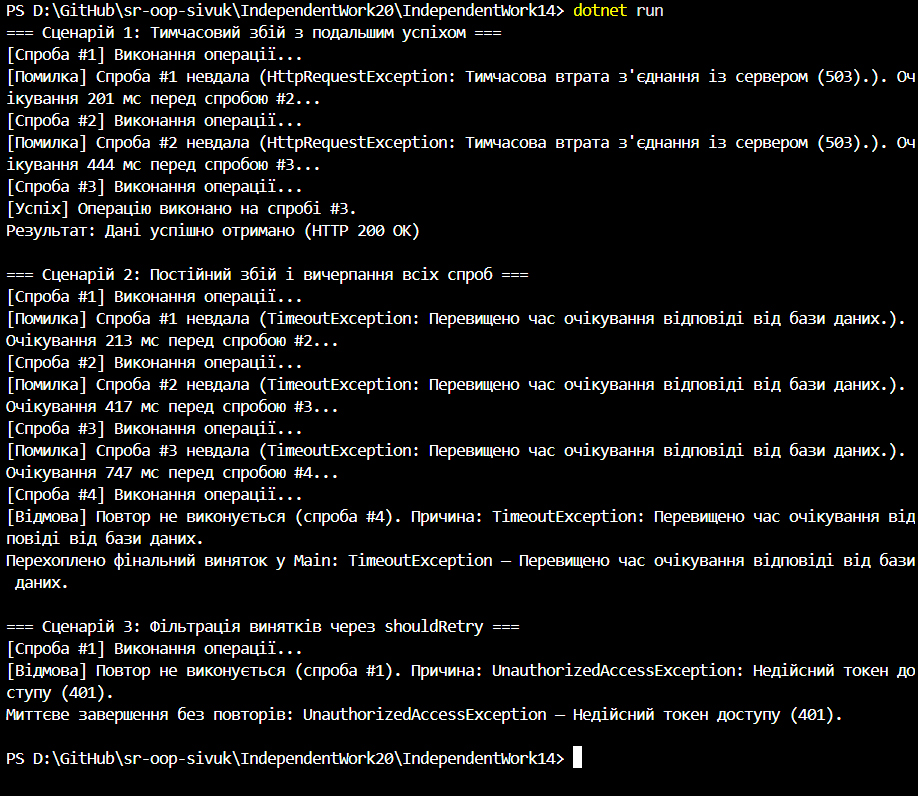 PS D:\GitHub\sr-oop-sivuk\IndependentWork20\IndependentWork14> dotnet run
=== Сценарій 1: Тимчасовий збій з подальшим успіхом ===
[Спроба #1] Виконання операції...
[Помилка] Спроба #1 невдала (HttpRequestException: Тимчасова втрата з'єднання із сервером (503).). Оч
ікування 201 мс перед спробою #2...
[Спроба #2] Виконання операції...
[Помилка] Спроба #2 невдала (HttpRequestException: Тимчасова втрата з'єднання із сервером (503).). Оч
ікування 444 мс перед спробою #3...
[Спроба #3] Виконання операції...
[Успіх] Операцію виконано на спробі #3.
Результат: Дані успішно отримано (HTTP 200 OK)

=== Сценарій 2: Постійний збій і вичерпання всіх спроб ===
[Спроба #1] Виконання операції...
[Помилка] Спроба #1 невдала (TimeoutException: Перевищено час очікування відповіді від бази даних.).
Очікування 213 мс перед спробою #2...
[Спроба #2] Виконання операції...
[Помилка] Спроба #2 невдала (TimeoutException: Перевищено час очікування відповіді від бази даних.).
Очікування 417 мс перед спробою #3...
[Спроба #3] Виконання операції...
[Помилка] Спроба #3 невдала (TimeoutException: Перевищено час очікування відповіді від бази даних.).
Очікування 747 мс перед спробою #4...
[Спроба #4] Виконання операції...
[Відмова] Повтор не виконується (спроба #4). Причина: TimeoutException: Перевищено час очікування від
повіді від бази даних.
Перехоплено фінальний виняток у Main: TimeoutException — Перевищено час очікування відповіді від бази
 даних.

=== Сценарій 3: Фільтрація винятків через shouldRetry ===
[Спроба #1] Виконання операції...
[Відмова] Повтор не виконується (спроба #1). Причина: UnauthorizedAccessException: Недійсний токен до
ступу (401).
Миттєве завершення без повторів: UnauthorizedAccessException — Недійсний токен доступу (401).

PS D:\GitHub\sr-oop-sivuk\IndependentWork20\IndependentWork14>